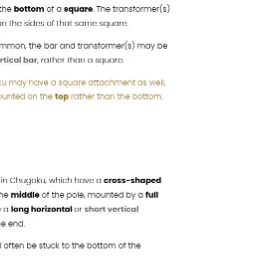 the bottom of a square. The transformer(s)
n the sides of that same square.
mmon, the bar and transformer(s) may be
rtical bar, rather than a square.
ku may have a square attachment as well,
ounted on the top rather than the bottom.
in Chugoku, which have a cross-shaped
he middle of the pole, mounted by a full
a long horizontal or short vertical
e end.
l often be stuck to the bottom of the